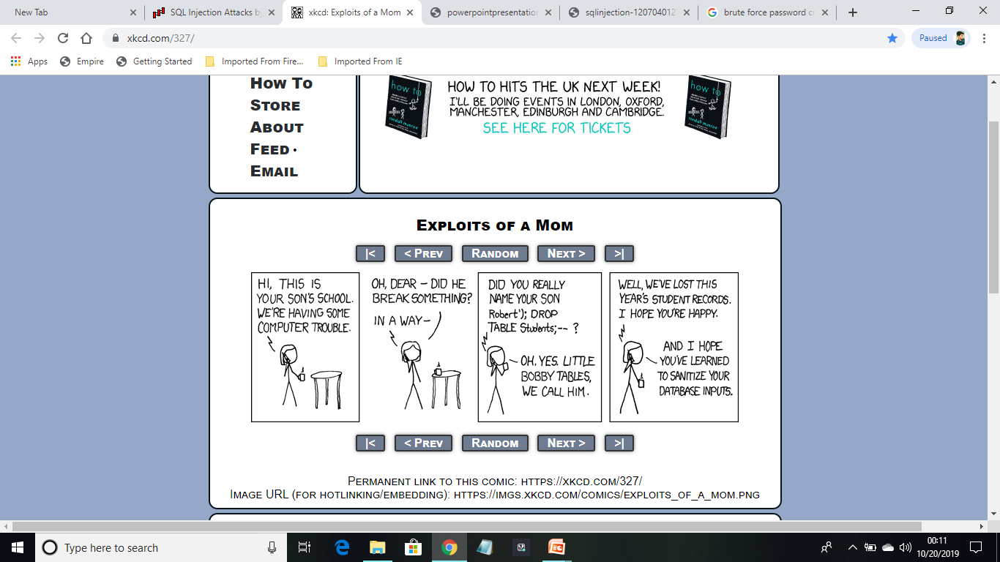 New Tab
SQL Injection Attacks by
xkcd: Exploits of a Mom
powerpointpresentation
sqlinjection-120704012
brute force password cr
xkcd.com/327/
Paused
Apps
Empire
Getting Started
Imported From Fire...
Imported From IE
How To
Store
About
Feed •
Email
how to
randall munroe
HOW TO HITS THE UK NEXT WEEK!
I'LL BE DOING EVENTS IN LONDON, OXFORD,
MANCHESTER, EDINBURGH AND CAMBRIDGE.
SEE HERE FOR TICKETS
how to
randall munroe
Exploits of a Mom
|<
< Prev
Random
Next >
>|
HI, THIS IS
YOUR SON'S SCHOOL.
WE'RE HAVING SOME
COMPUTER TROUBLE.
OH, DEAR – DID HE
BREAK SOMETHING?
IN A WAY–
DID YOU REALLY
NAME YOUR SON
Robert'); DROP
TABLE Students;-- ?
OH, YES. LITTLE
BOBBY TABLES,
WE CALL HIM.
WELL, WE'VE LOST THIS
YEAR'S STUDENT RECORDS.
I HOPE YOU'RE HAPPY.
AND I HOPE
YOU'VE LEARNED
TO SANITIZE YOUR
DATABASE INPUTS.
|<
< Prev
Random
Next >
>|
Permanent link to this comic: https://xkcd.com/327/
Image URL (for hotlinking/embedding): https://imgs.xkcd.com/comics/exploits_of_a_mom.png
Type here to search
00:11
10/20/2019